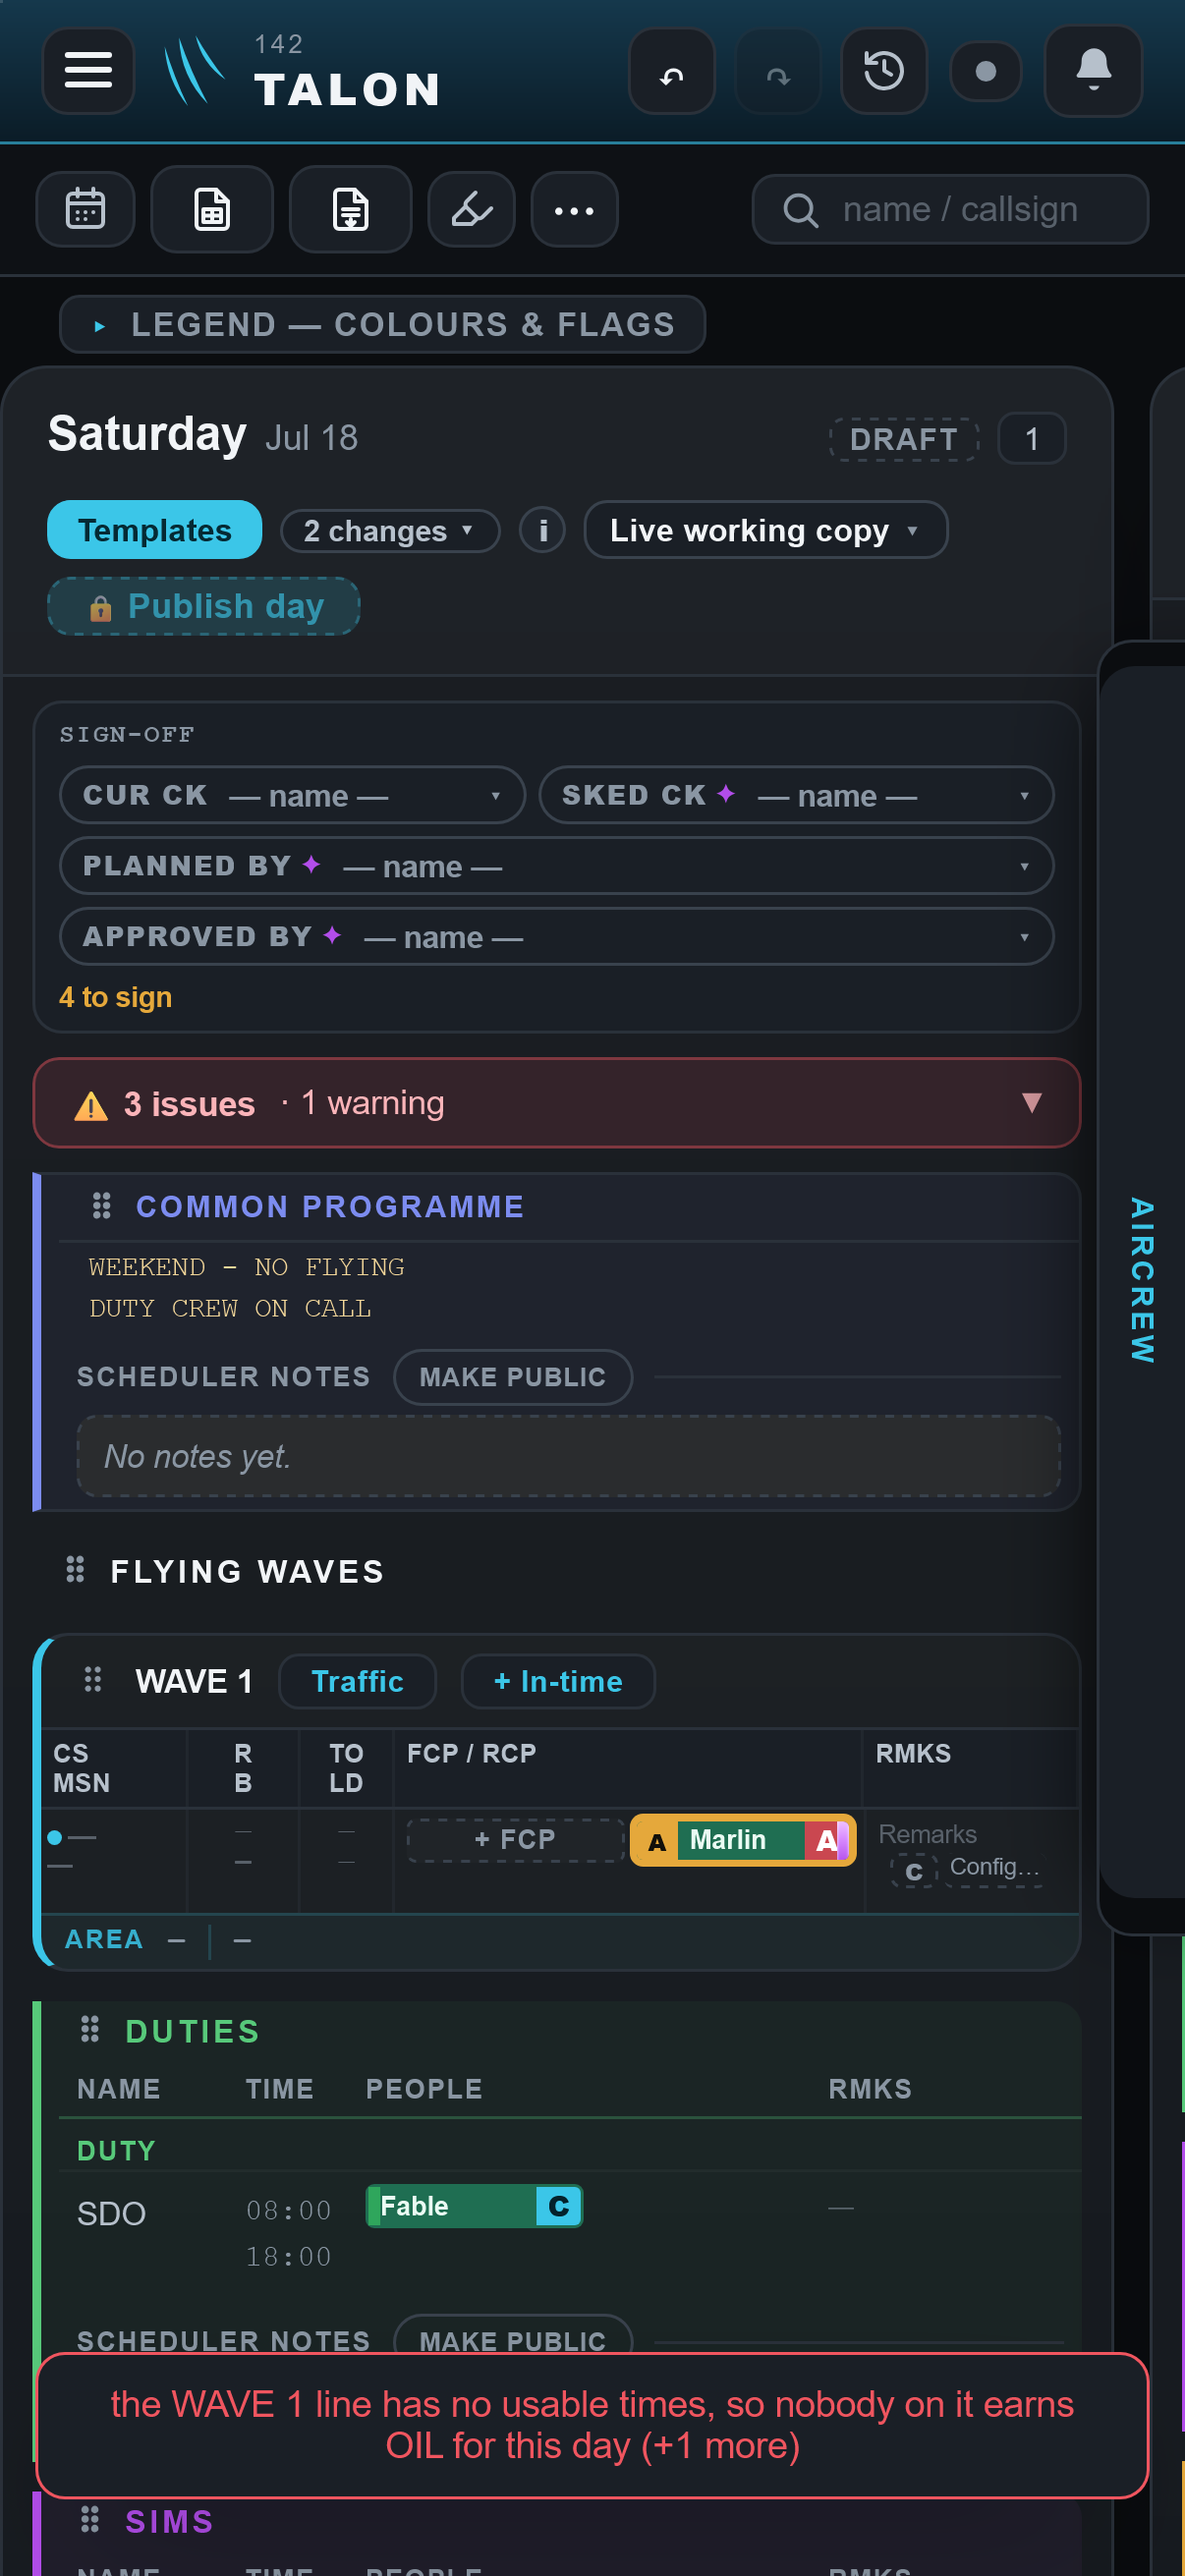 142
TALON
name / callsign
LEGEND — COLOURS & FLAGS
Saturday Jul 18 DRAFT 1
Templates 2 changes i Live working copy
Publish day
SIGN-OFF
CUR CK — name — SKED CK — name —
PLANNED BY — name —
APPROVED BY — name —
4 to sign
3 issues · 1 warning
COMMON PROGRAMME
WEEKEND – NO FLYING
DUTY CREW ON CALL
SCHEDULER NOTES MAKE PUBLIC
No notes yet.
AIRCREW
FLYING WAVES
WAVE 1 Traffic + In-time
CS R TO FCP / RCP RMKS
MSN B LD
— – – + FCP A Marlin A Remarks
— – – C Config…
AREA – –
DUTIES
NAME TIME PEOPLE RMKS
DUTY
SDO 08:00 Fable C —
18:00
SCHEDULER NOTES MAKE PUBLIC
the WAVE 1 line has no usable times, so nobody on it earns
OIL for this day (+1 more)
SIMS
NAME TIME PEOPLE RMKS